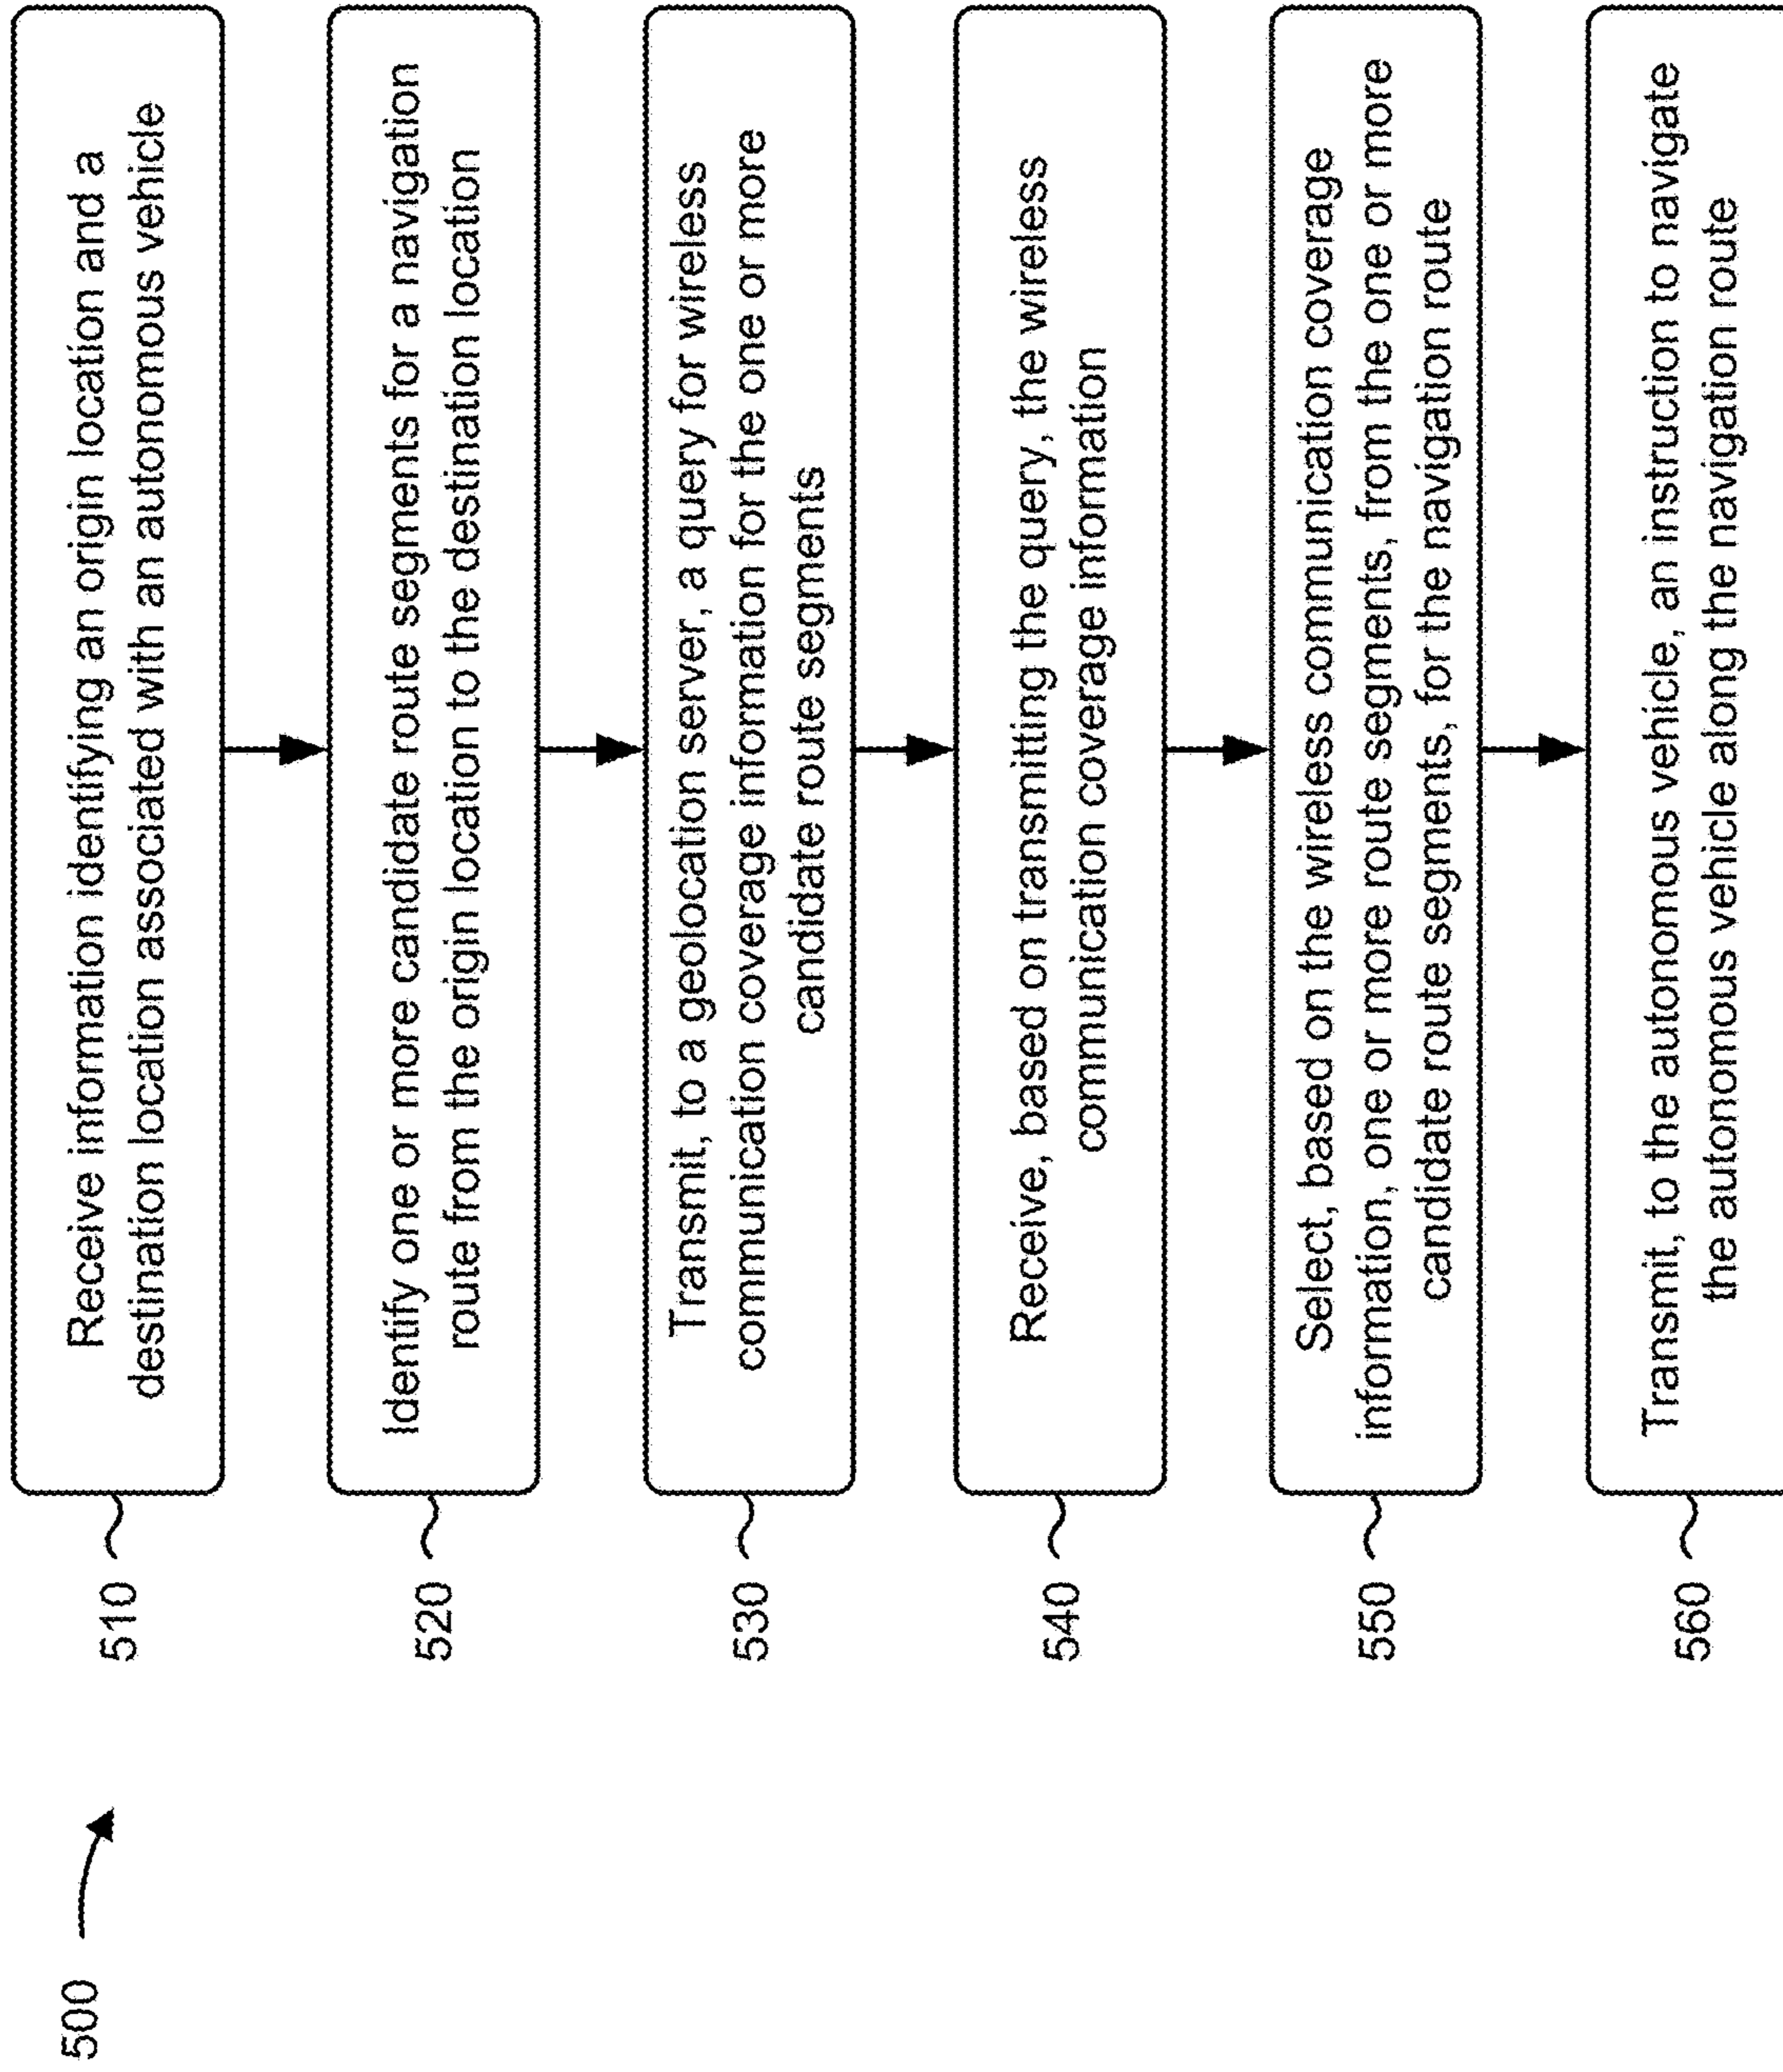 500
510
Receive information identifying an origin location and a
destination location associated with an autonomous vehicle
520
Identify one or more candidate route segments for a navigation
route from the origin location to the destination location
530
Transmit, to a geolocation server, a query for wireless
communication coverage information for the one or more
candidate route segments
540
Receive, based on transmitting the query, the wireless
communication coverage information
550
Select, based on the wireless communication coverage
information, one or more route segments, from the one or more
candidate route segments, for the navigation route
560
Transmit, to the autonomous vehicle, an instruction to navigate
the autonomous vehicle along the navigation route